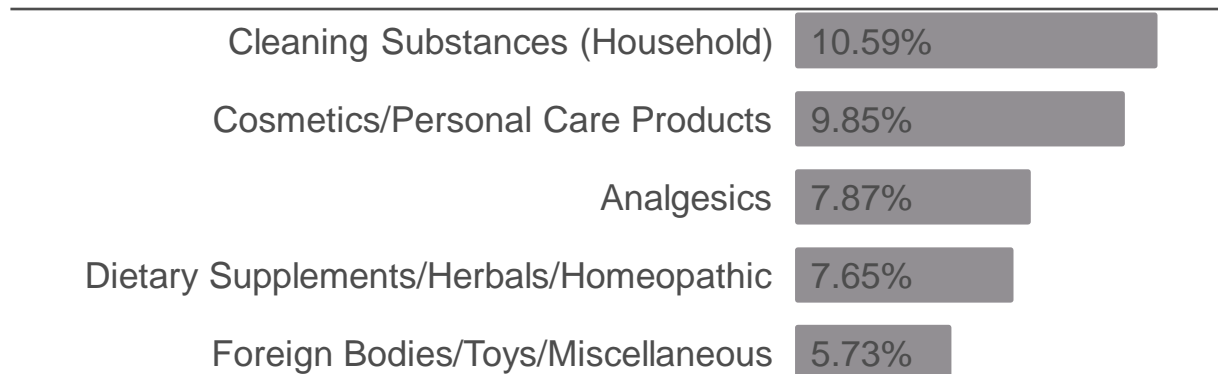 Cleaning Substances (Household) 10.59%
Cosmetics/Personal Care Products 9.85%
Analgesics 7.87%
Dietary Supplements/Herbals/Homeopathic 7.65%
Foreign Bodies/Toys/Miscellaneous 5.73%